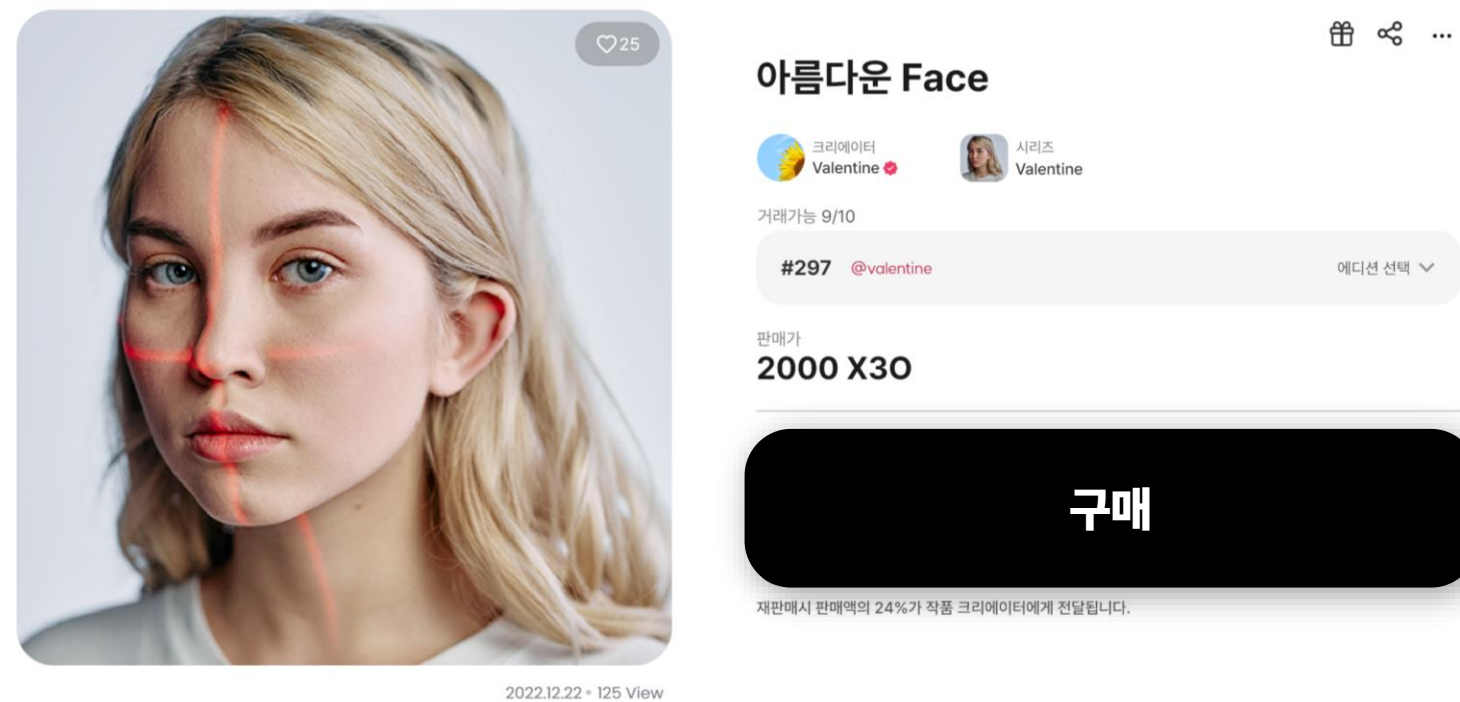 25
2022.12.22 • 125 View
아름다운 Face
크리에이터
Valentine
시리즈
Valentine
거래가능 9/10
#297 @valentine 에디션 선택
판매가
2000 X3O
구매
재판매시 판매액의 24%가 작품 크리에이터에게 전달됩니다.